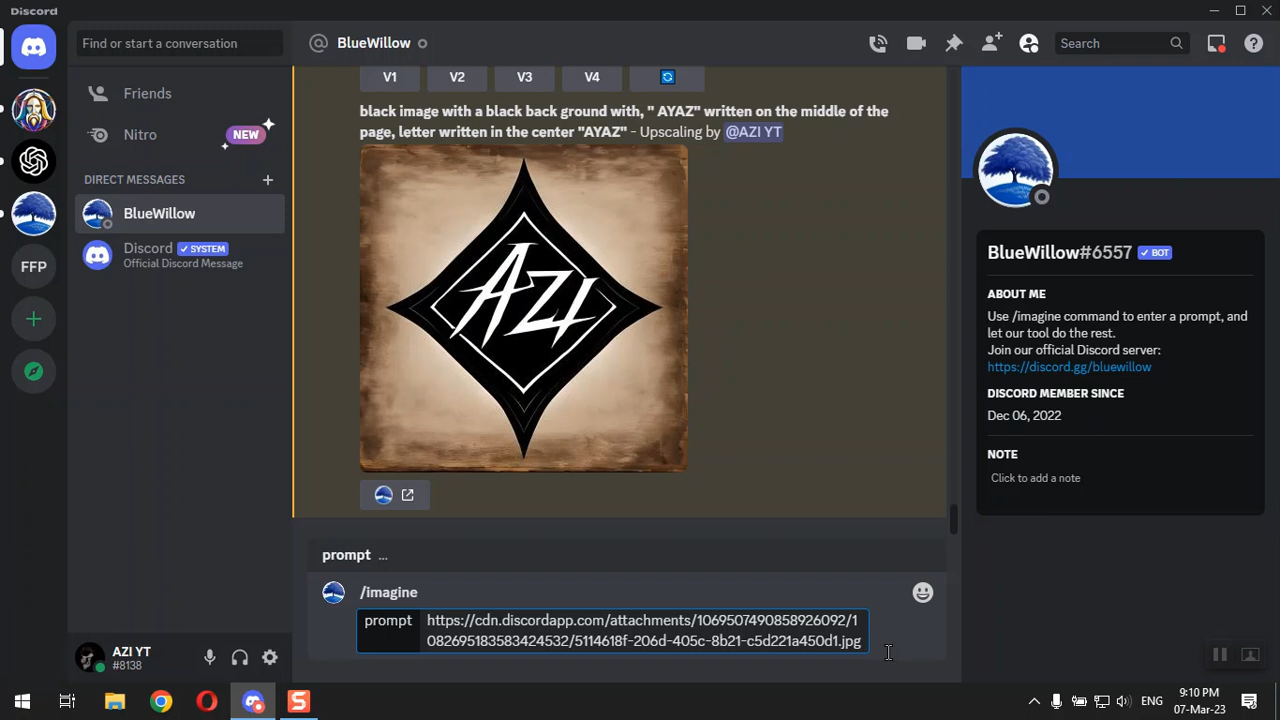 Discord
Find or start a conversation
Friends
Nitro
NEW
DIRECT MESSAGES
BlueWillow
Discord ✓ SYSTEM
Official Discord Message
FFP
AZI YT
#8138
BlueWillow
Search
V1 V2 V3 V4
black image with a black back ground with, " AYAZ" written on the middle of the
page, letter written in the center "AYAZ" - Upscaling by @AZI YT
AZI
prompt ...
/imagine
prompt https://cdn.discordapp.com/attachments/1069507490858926092/1
082695183583424532/5114618f-206d-405c-8b21-c5d221a450d1.jpg
BlueWillow#6557 ✓ BOT
ABOUT ME
Use /imagine command to enter a prompt, and
let our tool do the rest.
Join our official Discord server:
https://discord.gg/bluewillow
DISCORD MEMBER SINCE
Dec 06, 2022
NOTE
Click to add a note
S
ENG
9:10 PM
07-Mar-23